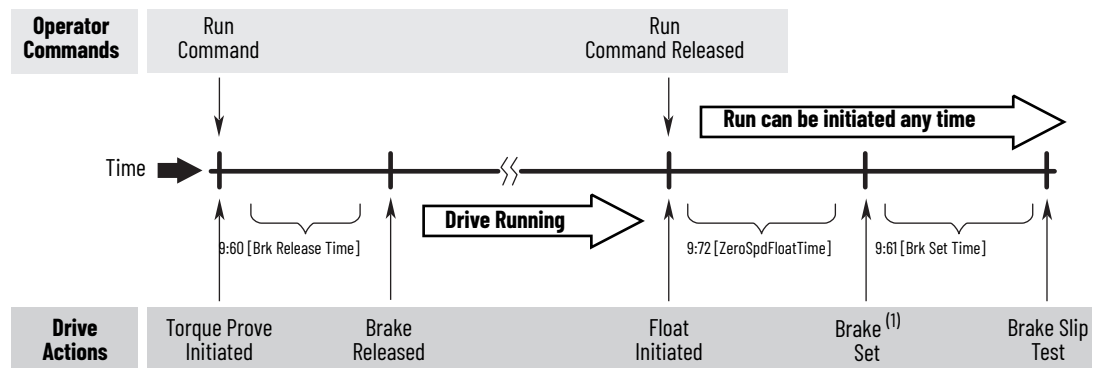 Operator
Commands
Run
Command
Run
Command Released
Run can be initiated any time
Time
Drive Running
9:60 [Brk Release Time]
9:72 [ZeroSpdFloatTime]
9:61 [Brk Set Time]
Drive
Actions
Torque Prove
Initiated
Brake
Released
Float
Initiated
Brake (1)
Set
Brake Slip
Test